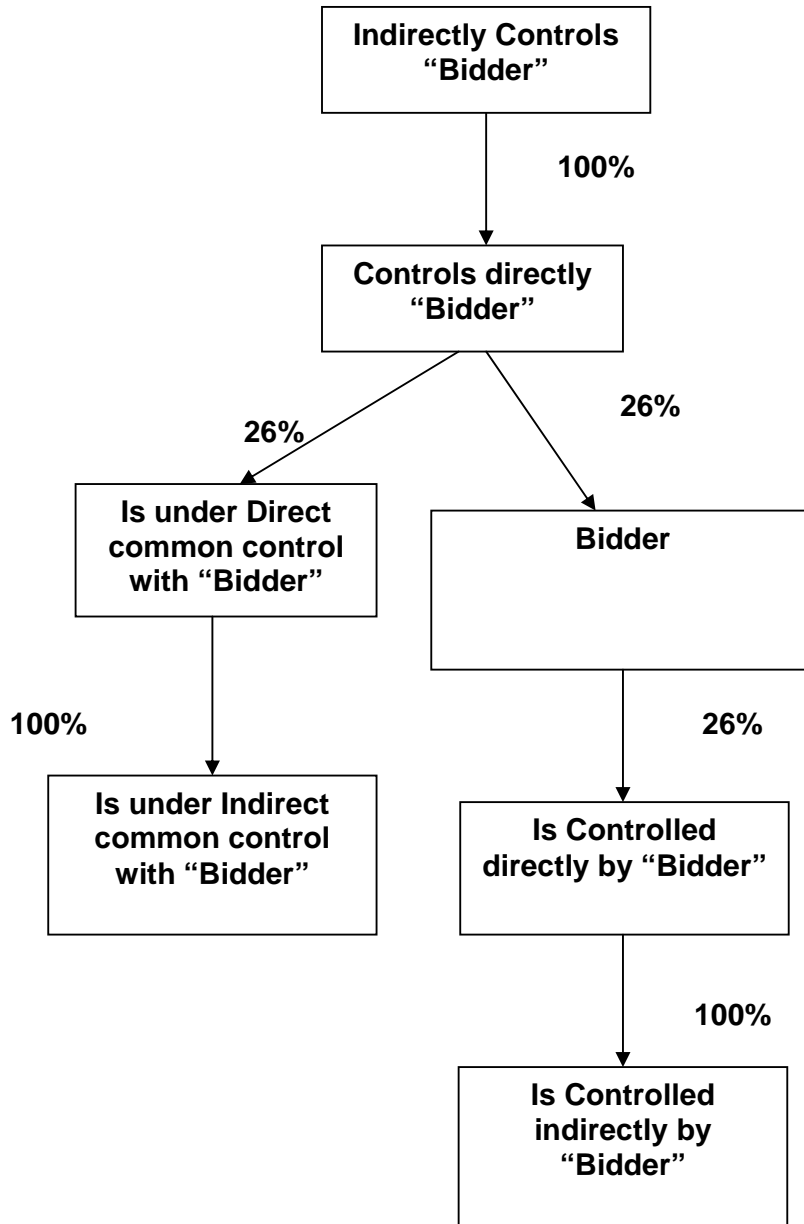 Indirectly Controls
“Bidder”
100%
Controls directly
“Bidder”
26%
26%
Is under Direct
common control
with “Bidder”
Bidder
100%
26%
Is under Indirect
common control
with “Bidder”
Is Controlled
directly by “Bidder”
100%
Is Controlled
indirectly by
“Bidder”